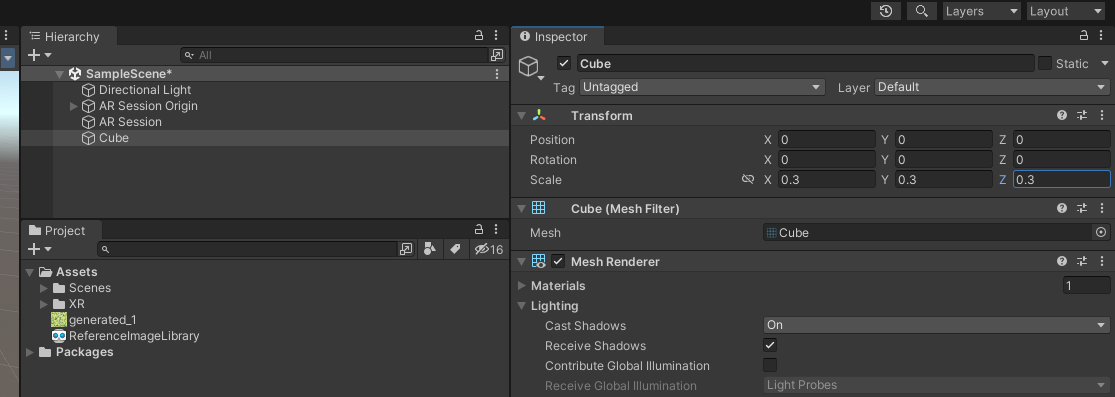 Layers
Layout
Hierarchy
All
SampleScene*
Directional Light
AR Session Origin
AR Session
Cube
Project
16
Assets
Scenes
XR
generated_1
ReferenceImageLibrary
Packages
Inspector
Cube
Static
Tag Untagged Layer Default
Transform
Position X 0 Y 0 Z 0
Rotation X 0 Y 0 Z 0
Scale X 0.3 Y 0.3 Z 0.3
Cube (Mesh Filter)
Mesh Cube
Mesh Renderer
Materials 1
Lighting
Cast Shadows On
Receive Shadows
Contribute Global Illumination
Receive Global Illumination Light Probes